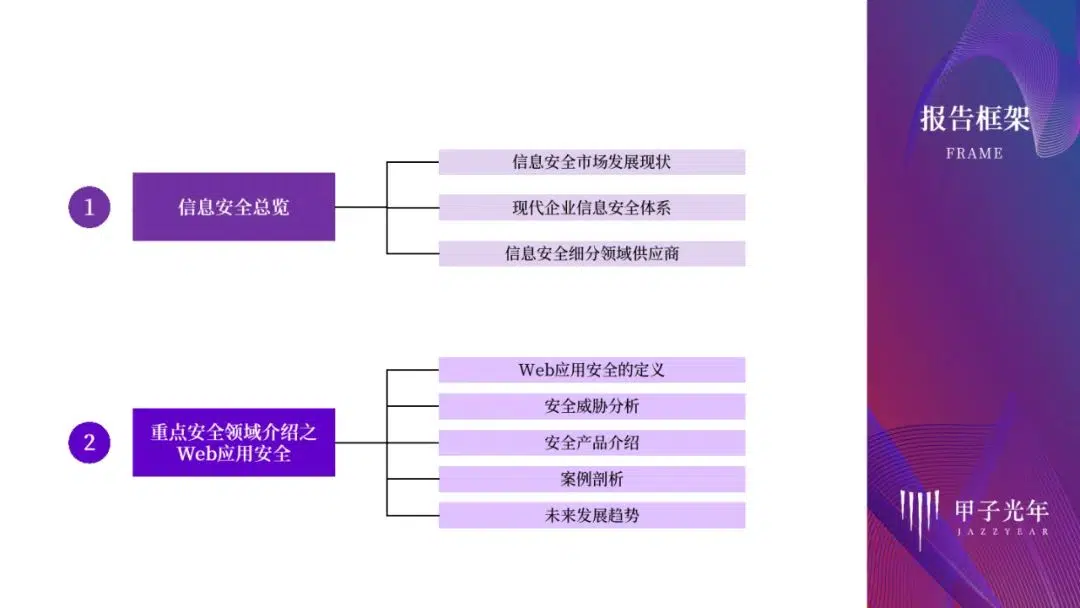 报告框架
FRAME
1
信息安全总览
信息安全市场发展现状
现代企业信息安全体系
信息安全细分领域供应商
2
重点安全领域介绍之
Web应用安全
Web应用安全的定义
安全威胁分析
安全产品介绍
案例剖析
未来发展趋势
甲子光年
JAZZYEAR